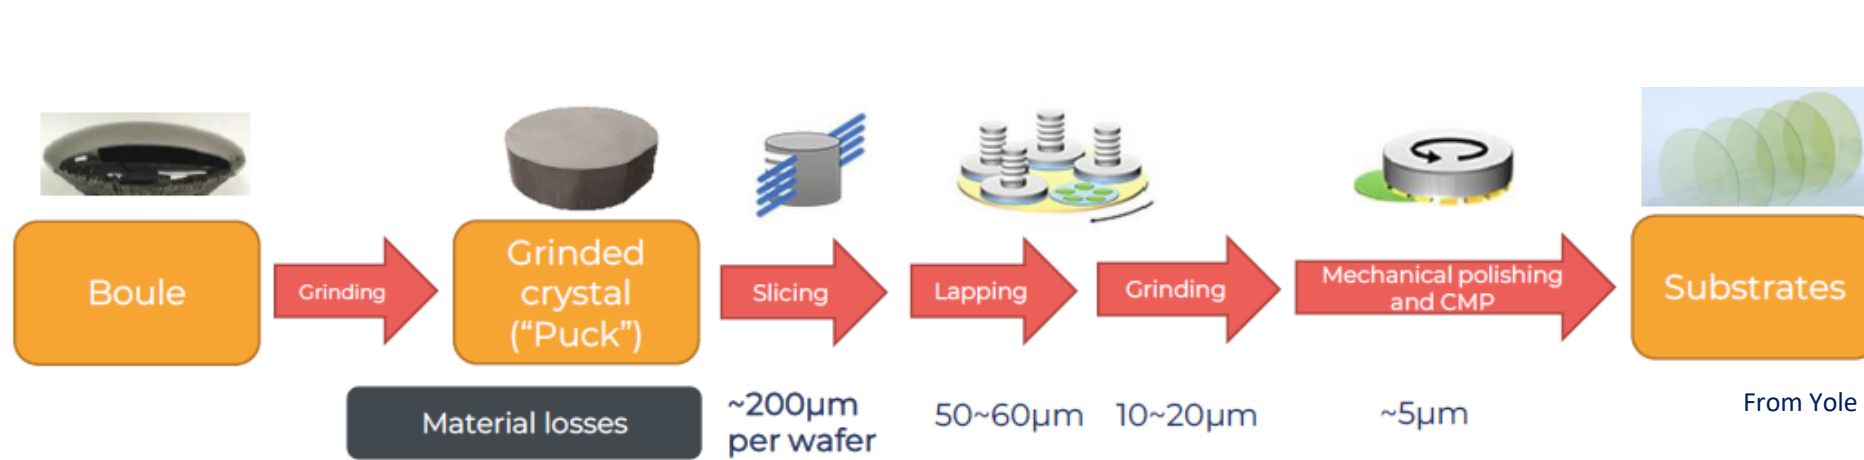 Boule
Grinding
Grinded
crystal
(“Puck”)
Slicing
Lapping
Grinding
Mechanical polishing
and CMP
Substrates
Material losses
~200µm
per wafer
50~60µm
10~20µm
~5µm
From Yole